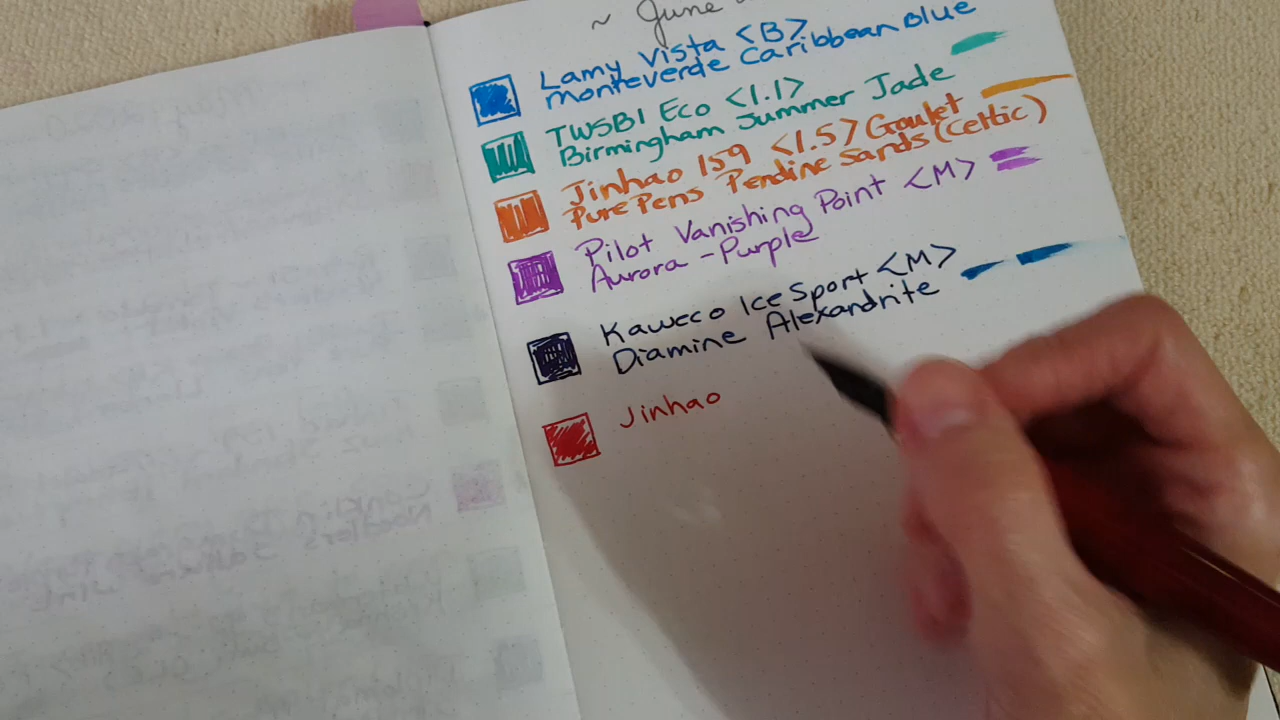 ~ June
Lamy Vista <B>
Monteverde Caribbean Blue
TWSBI Eco <1.1>
Birmingham Summer Jade
Jinhao 159 <1.5> Goulet
Pure Pens Pendine Sands (Celtic)
Pilot Vanishing Point <M>
Aurora - Purple
Kaweco Ice Sport <M>
Diamine Alexandrite
Jinhao